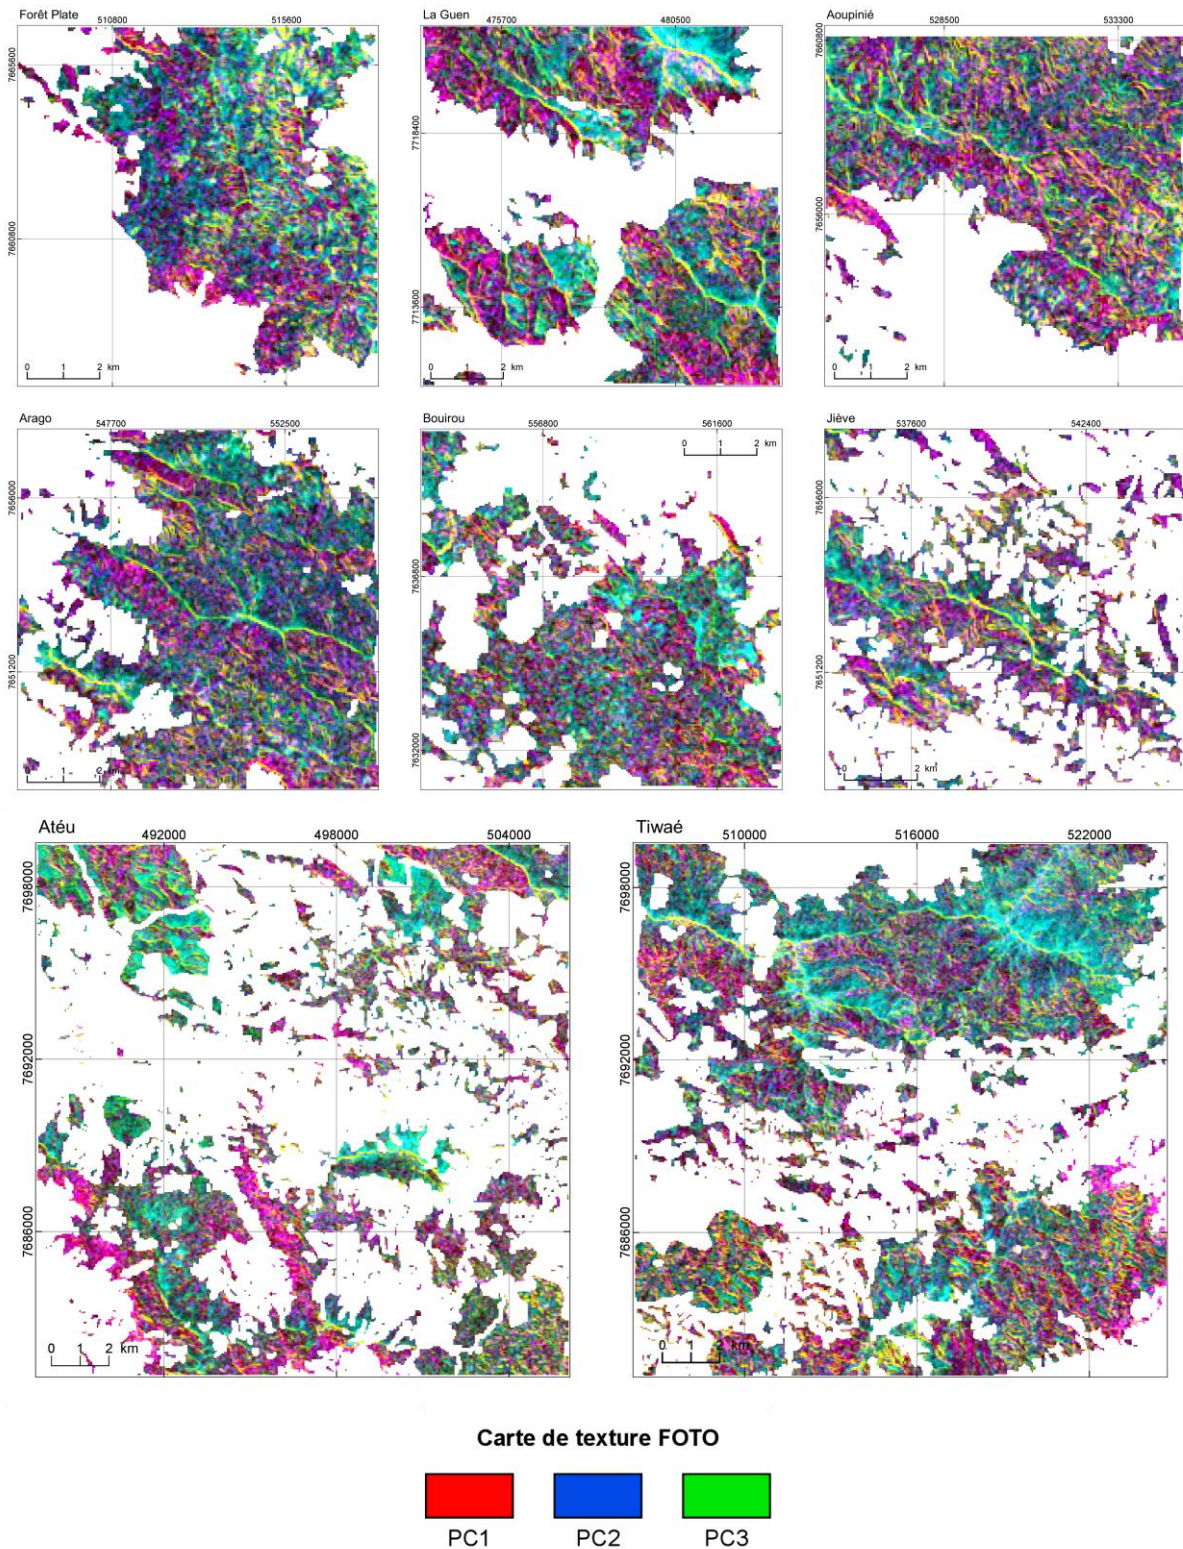 Forêt Plate
510800 515600
7665600
7660800
0 1 2 km
La Guen
475700 480500
7718400
7713600
0 1 2 km
Aoupinié
528500 533300
7660800
7656000
0 1 2 km
Arago
547700 552500
7656000
7651200
0 1 2 km
Bouirou
556800 561600
0 1 2 km
7636800
7632000
Jiève
537600 542400
7656000
7651200
0 1 2 km
Atéu
492000 498000 504000
7698000
7692000
7686000
0 1 2 km
Tiwaé
510000 516000 522000
7698000
7692000
7686000
0 1 2 km
Carte de texture FOTO
PC1 PC2 PC3